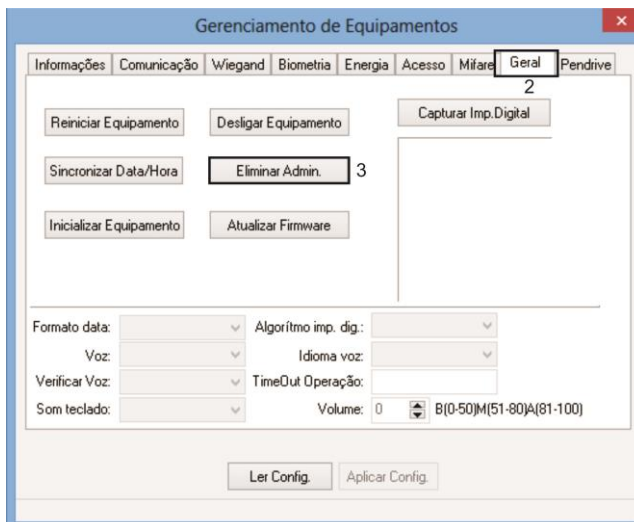 Gerenciamento de Equipamentos
×
Informações Comunicação Wiegand Biometria Energia Acesso Mifare Geral Pendrive
2
Reiniciar Equipamento Desligar Equipamento Capturar Imp.Digital
Sincronizar Data/Hora Eliminar Admin. 3
Inicializar Equipamento Atualizar Firmware
Formato data: Algorítmo imp. dig.:
Voz: Idioma voz:
Verificar Voz: TimeOut Operação:
Som teclado: Volume: 0 B(0-50)M(51-80)A(81-100)
Ler Config. Aplicar Config.